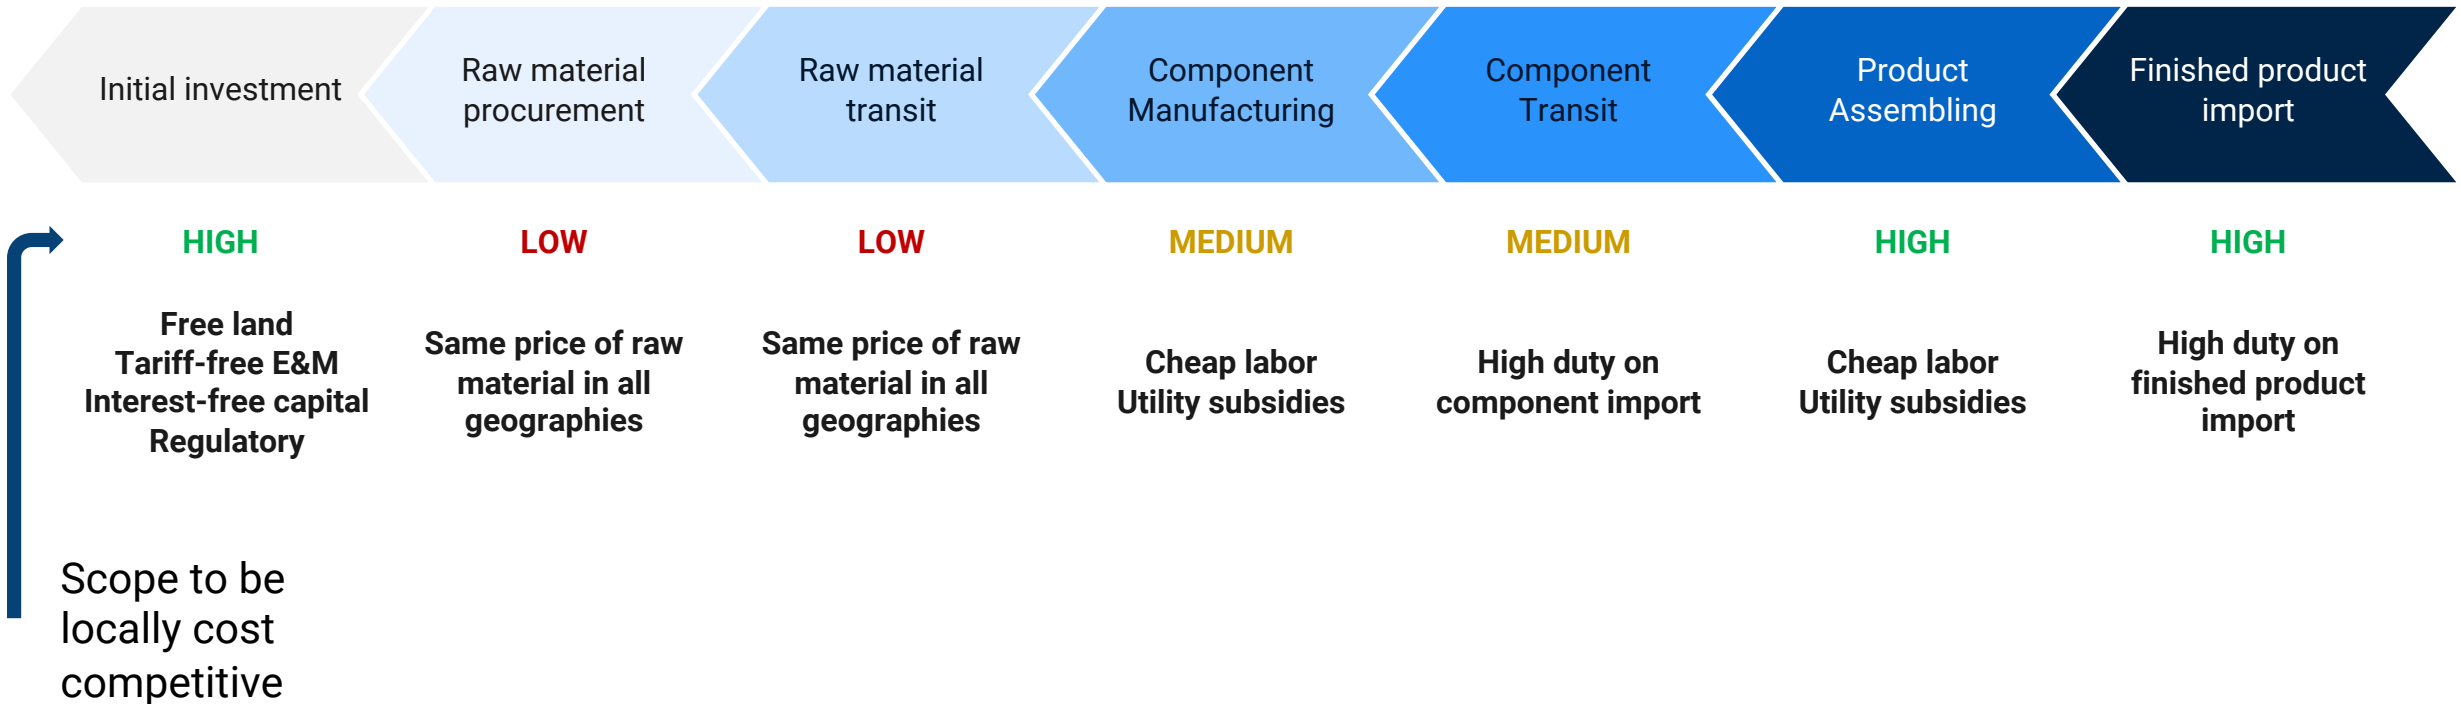 Initial investment
Raw material
procurement
Raw material
transit
Component
Manufacturing
Component
Transit
Product
Assembling
Finished product
import
HIGH
LOW
LOW
MEDIUM
MEDIUM
HIGH
HIGH
Free land
Tariff-free E&M
Interest-free capital
Regulatory
Same price of raw
material in all
geographies
Same price of raw
material in all
geographies
Cheap labor
Utility subsidies
High duty on
component import
Cheap labor
Utility subsidies
High duty on
finished product
import
Scope to be
locally cost
competitive